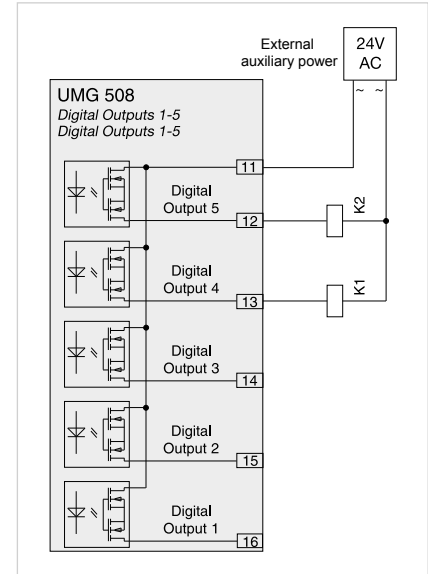 External
auxiliary power
24V
AC
~ ~
UMG 508
Digital Outputs 1-5
Digital Outputs 1-5
11
Digital
Output 5
12
K2
Digital
Output 4
13
K1
Digital
Output 3
14
Digital
Output 2
15
Digital
Output 1
16